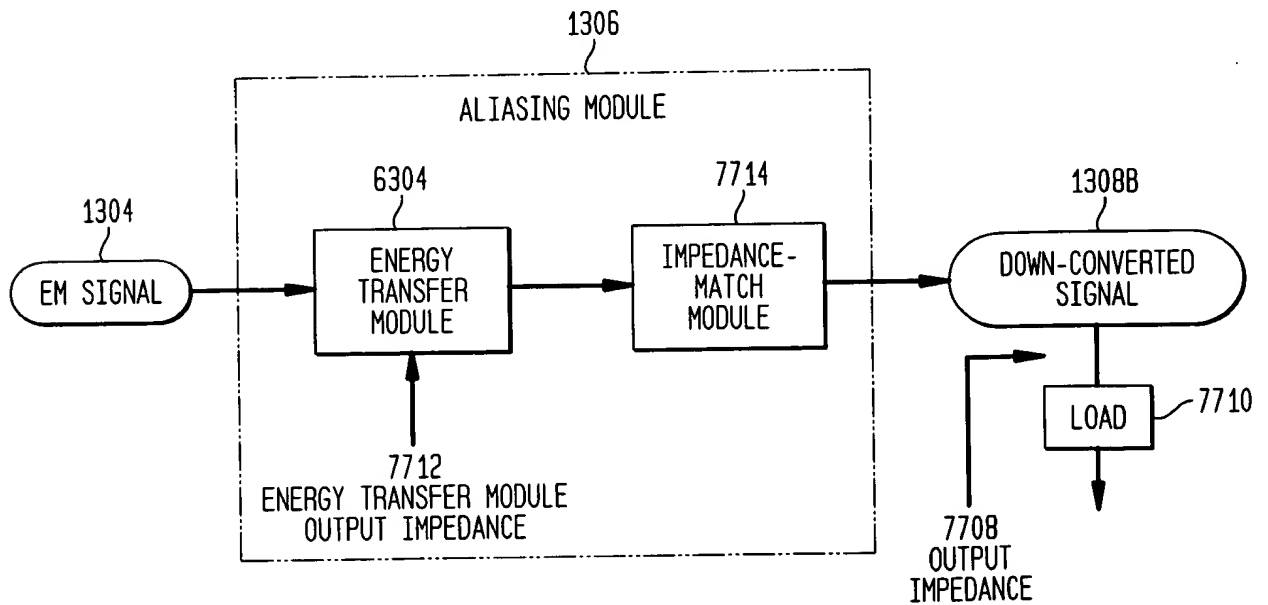 1306
ALIASING MODULE
1304
EM SIGNAL
6304
ENERGY
TRANSFER
MODULE
7714
IMPEDANCE-
MATCH
MODULE
1308B
DOWN-CONVERTED
SIGNAL
LOAD
7710
7712
ENERGY TRANSFER MODULE
OUTPUT IMPEDANCE
7708
OUTPUT
IMPEDANCE